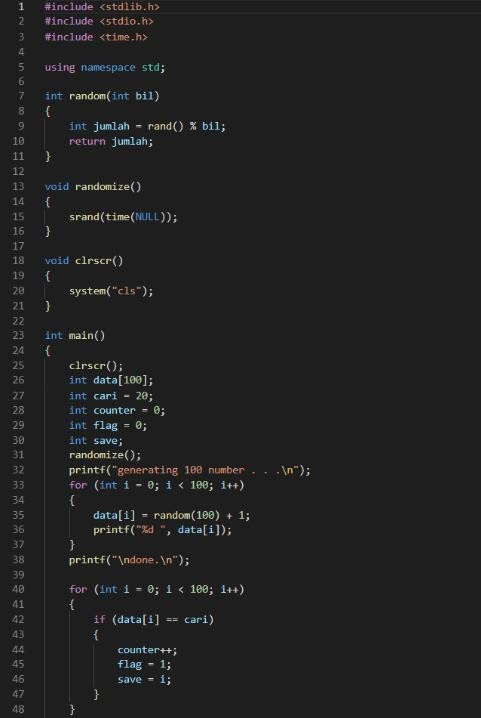 1 #include <stdlib.h>
2 #include <stdio.h>
3 #include <time.h>
4
5 using namespace std;
6
7 int random(int bil)
8 {
9     int jumlah = rand() % bil;
10     return jumlah;
11 }
12
13 void randomize()
14 {
15     srand(time(NULL));
16 }
17
18 void clrscr()
19 {
20     system("cls");
21 }
22
23 int main()
24 {
25     clrscr();
26     int data[100];
27     int cari = 20;
28     int counter = 0;
29     int flag = 0;
30     int save;
31     randomize();
32     printf("generating 100 number . . .\n");
33     for (int i = 0; i < 100; i++)
34     {
35         data[i] = random(100) + 1;
36         printf("%d ", data[i]);
37     }
38     printf("\ndone.\n");
39
40     for (int i = 0; i < 100; i++)
41     {
42         if (data[i] == cari)
43         {
44             counter++;
45             flag = 1;
46             save = i;
47         }
48     }